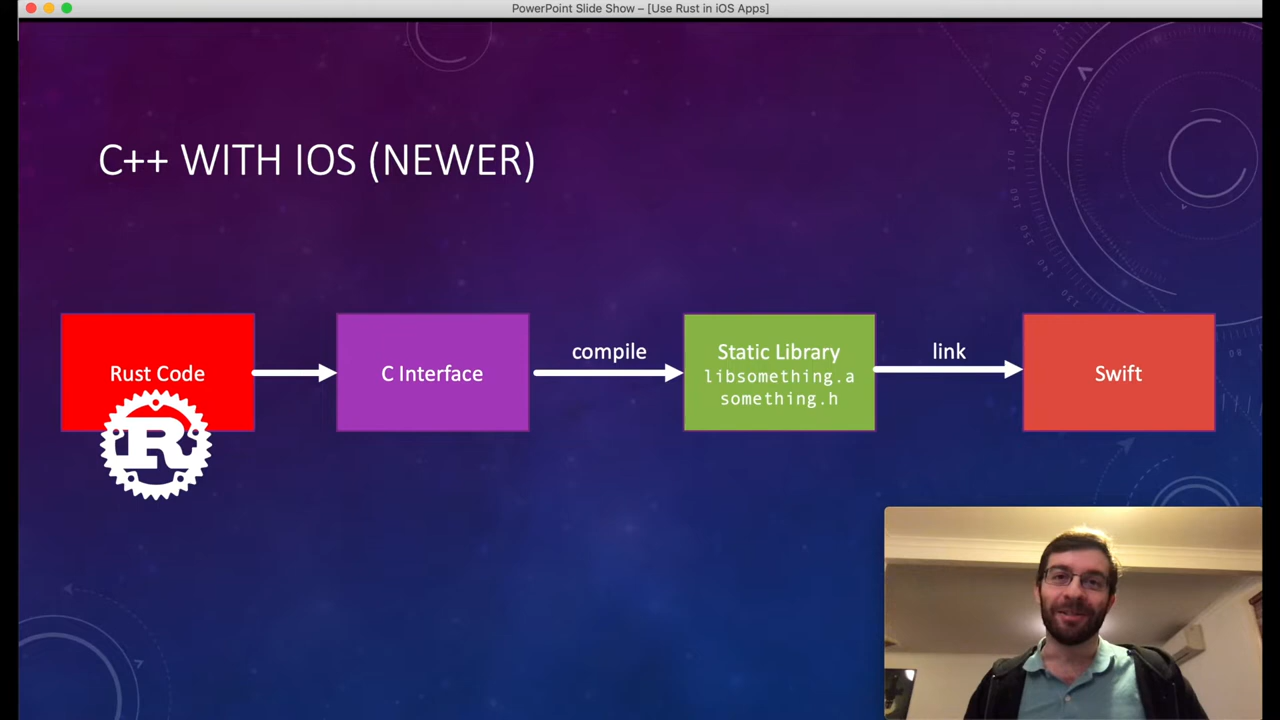 PowerPoint Slide Show – [Use Rust in iOS Apps]
C++ WITH IOS (NEWER)
Rust Code
R
C Interface
compile
Static Library
libsomething.a
something.h
link
Swift